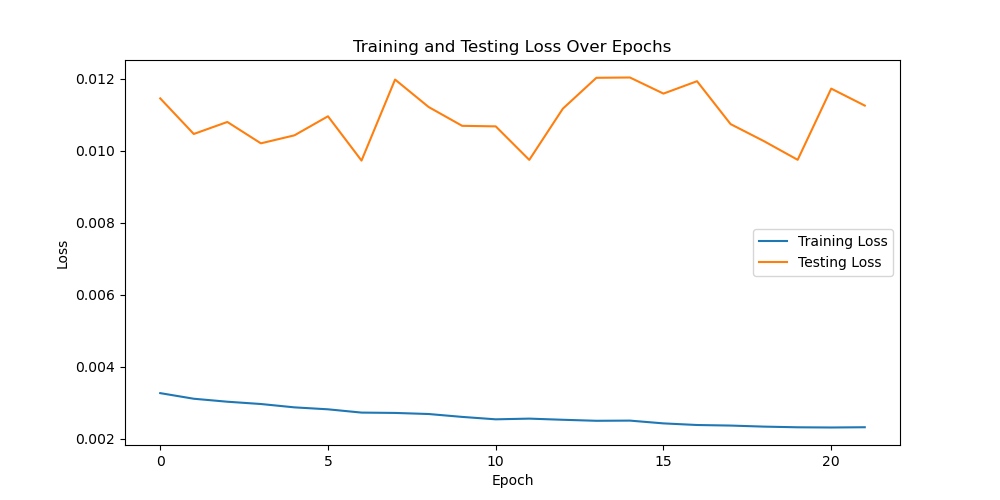 Training and Testing Loss Over Epochs
0.012
0.010
0.008
0.006
0.004
0.002
Loss
Training Loss
Testing Loss
0 5 10 15 20
Epoch